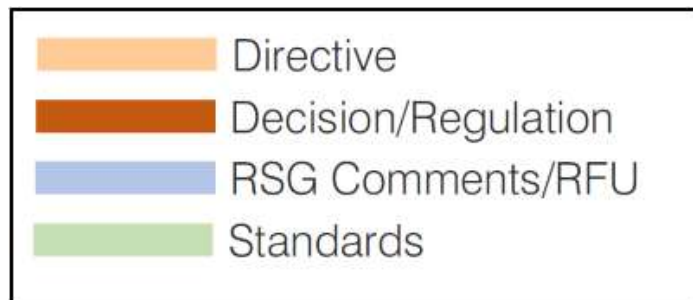 Directive
Decision/Regulation
RSG Comments/RFU
Standards